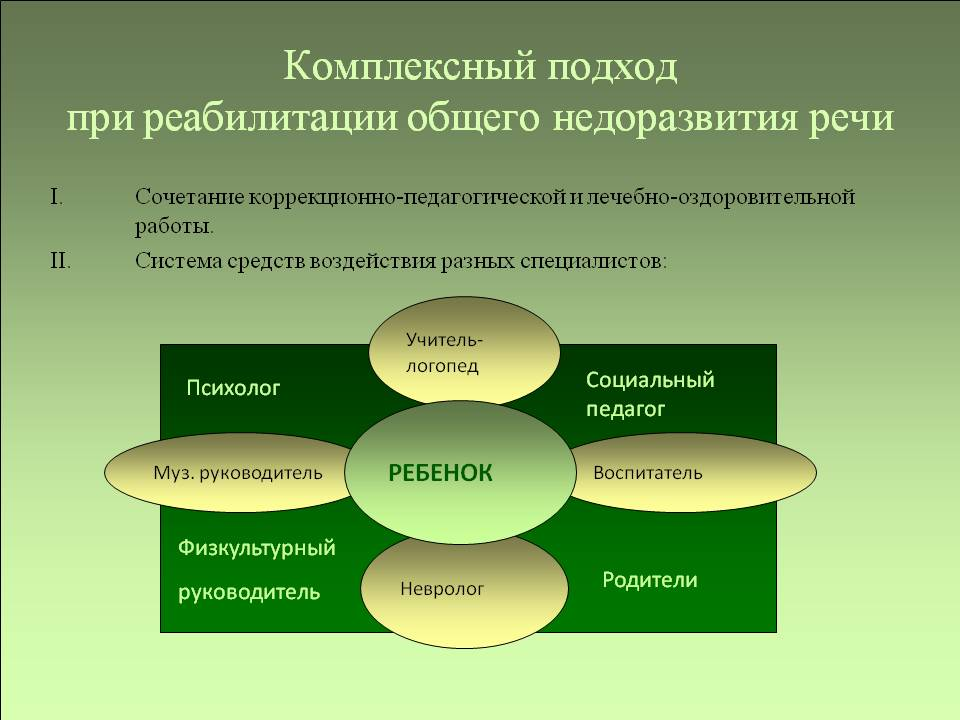 Комплексный подход
при реабилитации общего недоразвития речи
I. Сочетание коррекционно-педагогической и лечебно-оздоровительной
работы.
II. Система средств воздействия разных специалистов:
Учитель-
логопед
Психолог
Социальный
педагог
Муз. руководитель
РЕБЕНОК
Воспитатель
Физкультурный
руководитель
Невролог
Родители